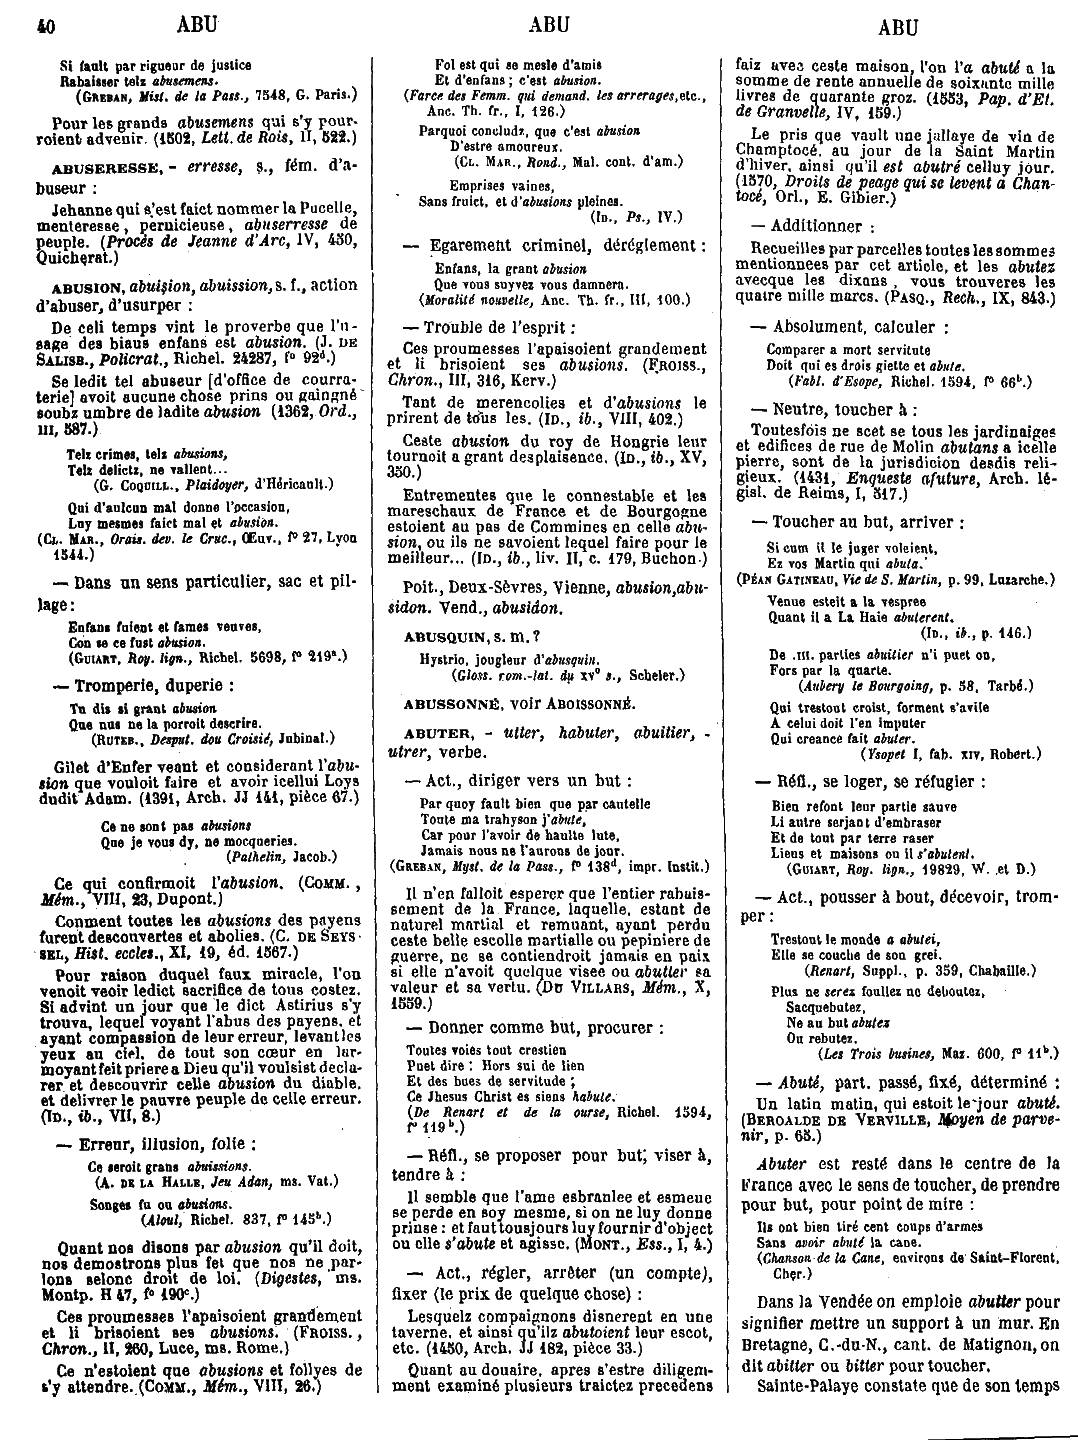 40 ABU ABU ABU
Si fault par rigueur de justice
Rabaisser telz abusemens.
(GREBAN, Mist. de la Pass., 7548, G. Paris.)
Pour les grands abusemens qui s'y pour-
roient advenir. (1502, Lett. de Rois, II, 522.)
ABUSERESSE, - erresse, s., fém. d'a-
buseur :
Jehanne qui s'est faict nommer la Pucelle,
menteresse, pernicieuse, abuserresse de
peuple. (Procès de Jeanne d'Arc, IV, 450,
Quicherat.)
ABUSION, abuision, abuission, s. f., action
d'abuser, d'usurper :
De celi temps vint le proverbe que l'u-
sage des biaus enfans est abusion. (J. DE
SALISB., Policrat., Richel. 24287, fº 92d.)
Se ledit tel abuseur [d'office de courra-
terie] avoit aucune chose prins ou gaingné
soubz umbre de ladite abusion (1362, Ord.,
III, 587.)
Telz crimes, telz abusions,
Telz delictz, ne vallent...
(G. COQUILL., Plaidoyer, d'Héricault.)
Qui d'aulcun mal donne l'occasion,
Luy mesmes faict mal et abusion.
(CL. MAR., Orais. dev. le Cruc., Œuv., fº 27, Lyon
1544.)
— Dans un sens particulier, sac et pil-
lage :
Enfans fuient et fames veuves,
Con se ce fust abusion.
(GUIART, Roy. lign., Richel. 5698, fº 219a.)
— Tromperie, duperie :
Tu dis si grant abusion
Que nus ne la porroit descrire.
(RUTEB., Desput. dou Croisié, Jubinal.)
Gilet d'Enfer veant et considerant l'abu-
sion que vouloit faire et avoir icellui Loys
dudit Adam. (1391, Arch. JJ 141, pièce 67.)
Ce ne sont pas abusions
Que je vous dy, ne mocqueries.
(Pathelin, Jacob.)
Ce qui confirmoit l'abusion. (COMM.,
Mém., VIII, 23, Dupont.)
Conment toutes les abusions des payens
furent descouvertes et abolies. (C. DE SEYS-
SEL, Hist. eccles., XI, 19, éd. 1567.)
Pour raison duquel faux miracle, l'on
venoit veoir ledict sacrifice de tous costez.
Si advint un jour que le dict Astirius s'y
trouva, lequel voyant l'abus des payens, et
ayant compassion de leur erreur, levant les
yeux au ciel, de tout son cœur en lar-
moyant feit priere a Dieu qu'il voulsist decla-
rer et descouvrir celle abusion du diable,
et delivrer le pauvre peuple de celle erreur.
(ID., ib., VII, 8.)
— Erreur, illusion, folie :
Ce seroit grans abuissions.
(A. DE LA HALLE, Jeu Adan, ms. Vat.)
Songes fu ou abusions.
(Aloul, Richel. 837, fº 145b.)
Quant nos disons par abusion qu'il doit,
nos demostrons plus fet que nos ne par-
lons selonc droit de loi. (Digestes, ms.
Montp. H 47, fº 190c.)
Ces proumesses l'apaisoient grandement
et li brisoient ses abusions. (FROISS.,
Chron., II, 260, Luce, ms. Rome.)
Ce n'estoient que abusions et follyes de
s'y attendre. (COMM., Mém., VIII, 26.)
Fol est qui se mesle d'amis
Et d'enfans ; c'est abusion.
(Farce des Femm. qui demand. les arrerages, etc.,
Anc. Th. fr., I, 126.)
Parquoi concludz, que c'est abusion
D'estre amoureux.
(CL. MAR., Rond., Mal. cont. d'am.)
Emprises vaines,
Sans fruict, et d'abusions pleines.
(ID., Ps., IV.)
— Egarement criminel, déréglement :
Enfans, la grant abusion
Que vous suyvez vous damnera.
(Moralité nouvelle, Anc. Th. fr., III, 100.)
— Trouble de l'esprit :
Ces proumesses l'apaisoient grandement
et li brisoient ses abusions. (FROISS.,
Chron., III, 316, Kerv.)
Tant de merencolies et d'abusions le
prirent de tous les. (ID., ib., VIII, 402.)
Ceste abusion du roy de Hongrie leur
tournoit a grant desplaisence. (ID., ib., XV,
350.)
Entrementes que le connestable et les
mareschaux de France et de Bourgogne
estoient au pas de Commines en celle abu-
sion, ou ils ne savoient lequel faire pour le
meilleur... (ID., ib., liv. II, c. 179, Buchon.)
Poit., Deux-Sèvres, Vienne, abusion, abu-
sidon. Vend., abusidon.
ABUSQUIN, s. m.?
Hystrio, jougleur d'abusquin.
(Gloss. rom.-lat. du XVº s., Scheler.)
ABUSSONNÉ, voir ABOISSONNÉ.
ABUTER, - utter, habuter, abuitier, -
utrer, verbe.
— Act., diriger vers un but :
Par quoy fault bien que par cautelle
Toute ma trahyson j'abute,
Car pour l'avoir de haulte lute,
Jamais nous ne l'aurons de jour.
(GREBAN, Myst. de la Pass., fº 138d, impr. Instit.)
Il n'en falloit esperer que l'entier rabais-
sement de la France, laquelle, estant de
naturel martial et remuant, ayant perdu
ceste belle escolle martialle ou pepiniere de
guerre, ne se contiendroit jamais en paix
si elle n'avoit quelque visee ou abutter sa
valeur et sa vertu. (DU VILLARS, Mém., X,
1559.)
— Donner comme but, procurer :
Toutes voies tout crestien
Puet dire : Hors sui de lien
Et des bues de servitude ;
Ce Jhesus Christ es siens habute.
(De Renart et de la ourse, Richel. 1594,
fº 119b.)
— Réfl., se proposer pour but, viser à,
tendre à :
Il semble que l'ame esbranlee et esmeue
se perde en soy mesme, si on ne luy donne
prinse : et faut tousjours luy fournir d'object
ou elle s'abute et agisse. (MONT., Ess., I, 4.)
— Act., régler, arrêter (un compte),
fixer (le prix de quelque chose) :
Lesquelz compaignons disnerent en une
taverne, et ainsi qu'ilz abutoient leur escot,
etc. (1450, Arch. JJ 182, pièce 33.)
Quant au douaire, apres s'estre diligem-
ment examiné plusieurs traictez precedens
faiz avec ceste maison, l'on l'a abuté a la
somme de rente annuelle de soixante mille
livres de quarante groz. (1553, Pap. d'Et.
de Granvelle, IV, 159.)
Le pris que vault une jallaye de vin de
Champtocé, au jour de la Saint Martin
d'hiver, ainsi qu'il est abutré celluy jour.
(1570, Droits de peage qui se levent a Chan-
tocé, Orl., E. Gibier.)
— Additionner :
Recueilles par parcelles toutes les sommes
mentionnees par cet article, et les abutez
avecque les dixans, vous trouveres les
quatre mille marcs. (PASQ., Rech., IX, 843.)
— Absolument, calculer :
Comparer a mort servitute
Doit qui es drois giette et abute.
(Fabl. d'Esope, Richel. 1594, fº 66b.)
— Neutre, toucher à :
Toutesfois ne scet se tous les jardinaiges
et edifices de rue de Molin abutans a icelle
pierre, sont de la jurisdicion desdis reli-
gieux. (1431, Enqueste afuture, Arch. lé-
gisl. de Reims, I, 517.)
— Toucher au but, arriver :
Si cum il le juger voleient,
Ez vos Martin qui abuta.
(PÉAN GATINEAU, Vie de S. Martin, p. 99, Luzarche.)
Venue esteit a la vespree
Quant il a La Haie abuterent.
(ID., ib., p. 146.)
De .III. parties abuitier n'i puet on,
Fors par la quarte.
(Aubery le Bourgoing, p. 58, Tarbé.)
Qui trestout croist, forment s'avile
A celui doit l'en imputer
Qui creance fait abuter.
(Ysopet I, fab. XIV, Robert.)
— Réfl., se loger, se réfugier :
Bien refont leur partie sauve
Li autre serjant d'embraser
Et de tout par terre raser
Liens et maisons ou il s'abutent.
(GUIART, Roy. lign., 19829, W. et D.)
— Act., pousser à bout, décevoir, trom-
per :
Trestout le monde a abutei,
Elle se couche de son grei.
(Renart, Suppl., p. 359, Chabaille.)
Plus ne serez foullez ne deboutez,
Sacquebutez,
Ne au but abutez
Ou rebutez.
(Les Trois busines, Maz. 600, fº 11b.)
— Abuté, part. passé, fixé, déterminé :
Un latin matin, qui estoit le jour abuté.
(BEROALDE DE VERVILLE, Moyen de parve-
nir, p. 65.)
Abuter est resté dans le centre de la
France avec le sens de toucher, de prendre
pour but, pour point de mire :
Ils ont bien tiré cent coups d'armes
Sans avoir abuté la cane.
(Chanson de la Cane, environs de Saint-Florent,
Cher.)
Dans la Vendée on emploie abutter pour
signifier mettre un support à un mur. En
Bretagne, C.-du-N., cant. de Matignon, on
dit abitter ou bitter pour toucher.
Sainte-Palaye constate que de son temps